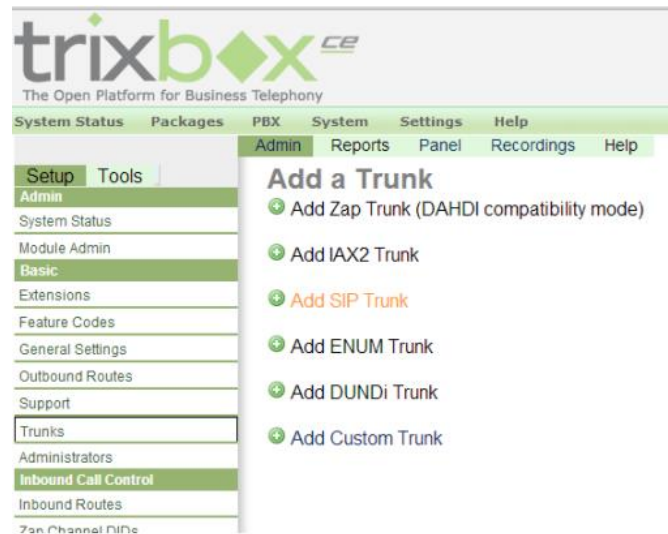 trixbox ce
The Open Platform for Business Telephony
System Status Packages PBX System Settings Help
Admin Reports Panel Recordings Help
Setup Tools
Admin
System Status
Module Admin
Basic
Extensions
Feature Codes
General Settings
Outbound Routes
Support
Trunks
Administrators
Inbound Call Control
Inbound Routes
Zap Channel DIDs
Add a Trunk
Add Zap Trunk (DAHDI compatibility mode)
Add IAX2 Trunk
Add SIP Trunk
Add ENUM Trunk
Add DUNDi Trunk
Add Custom Trunk